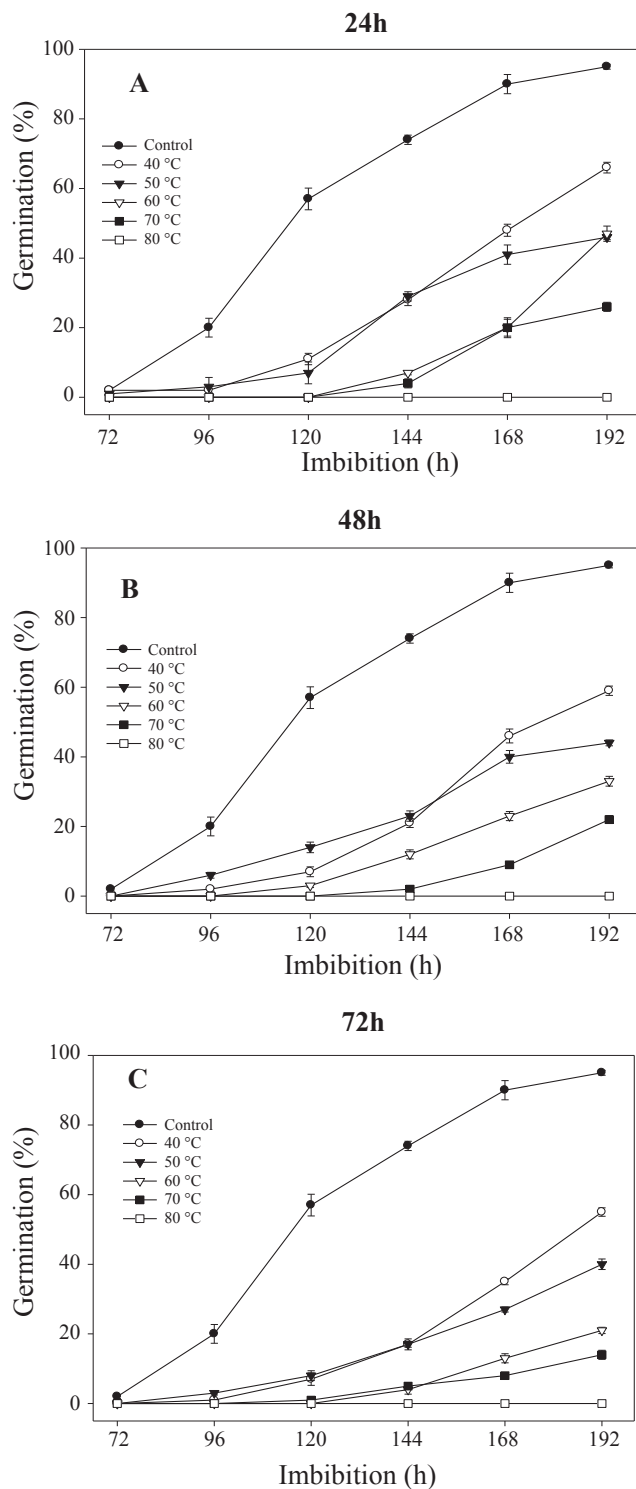 24h
A
Germination (%)
100
80
60
40
20
0
Control
40 °C
50 °C
60 °C
70 °C
80 °C
72 96 120 144 168 192
Imbibition (h)
48h
B
Germination (%)
100
80
60
40
20
0
Control
40 °C
50 °C
60 °C
70 °C
80 °C
72 96 120 144 168 192
Imbibition (h)
72h
C
Germination (%)
100
80
60
40
20
0
Control
40 °C
50 °C
60 °C
70 °C
80 °C
72 96 120 144 168 192
Imbibition (h)